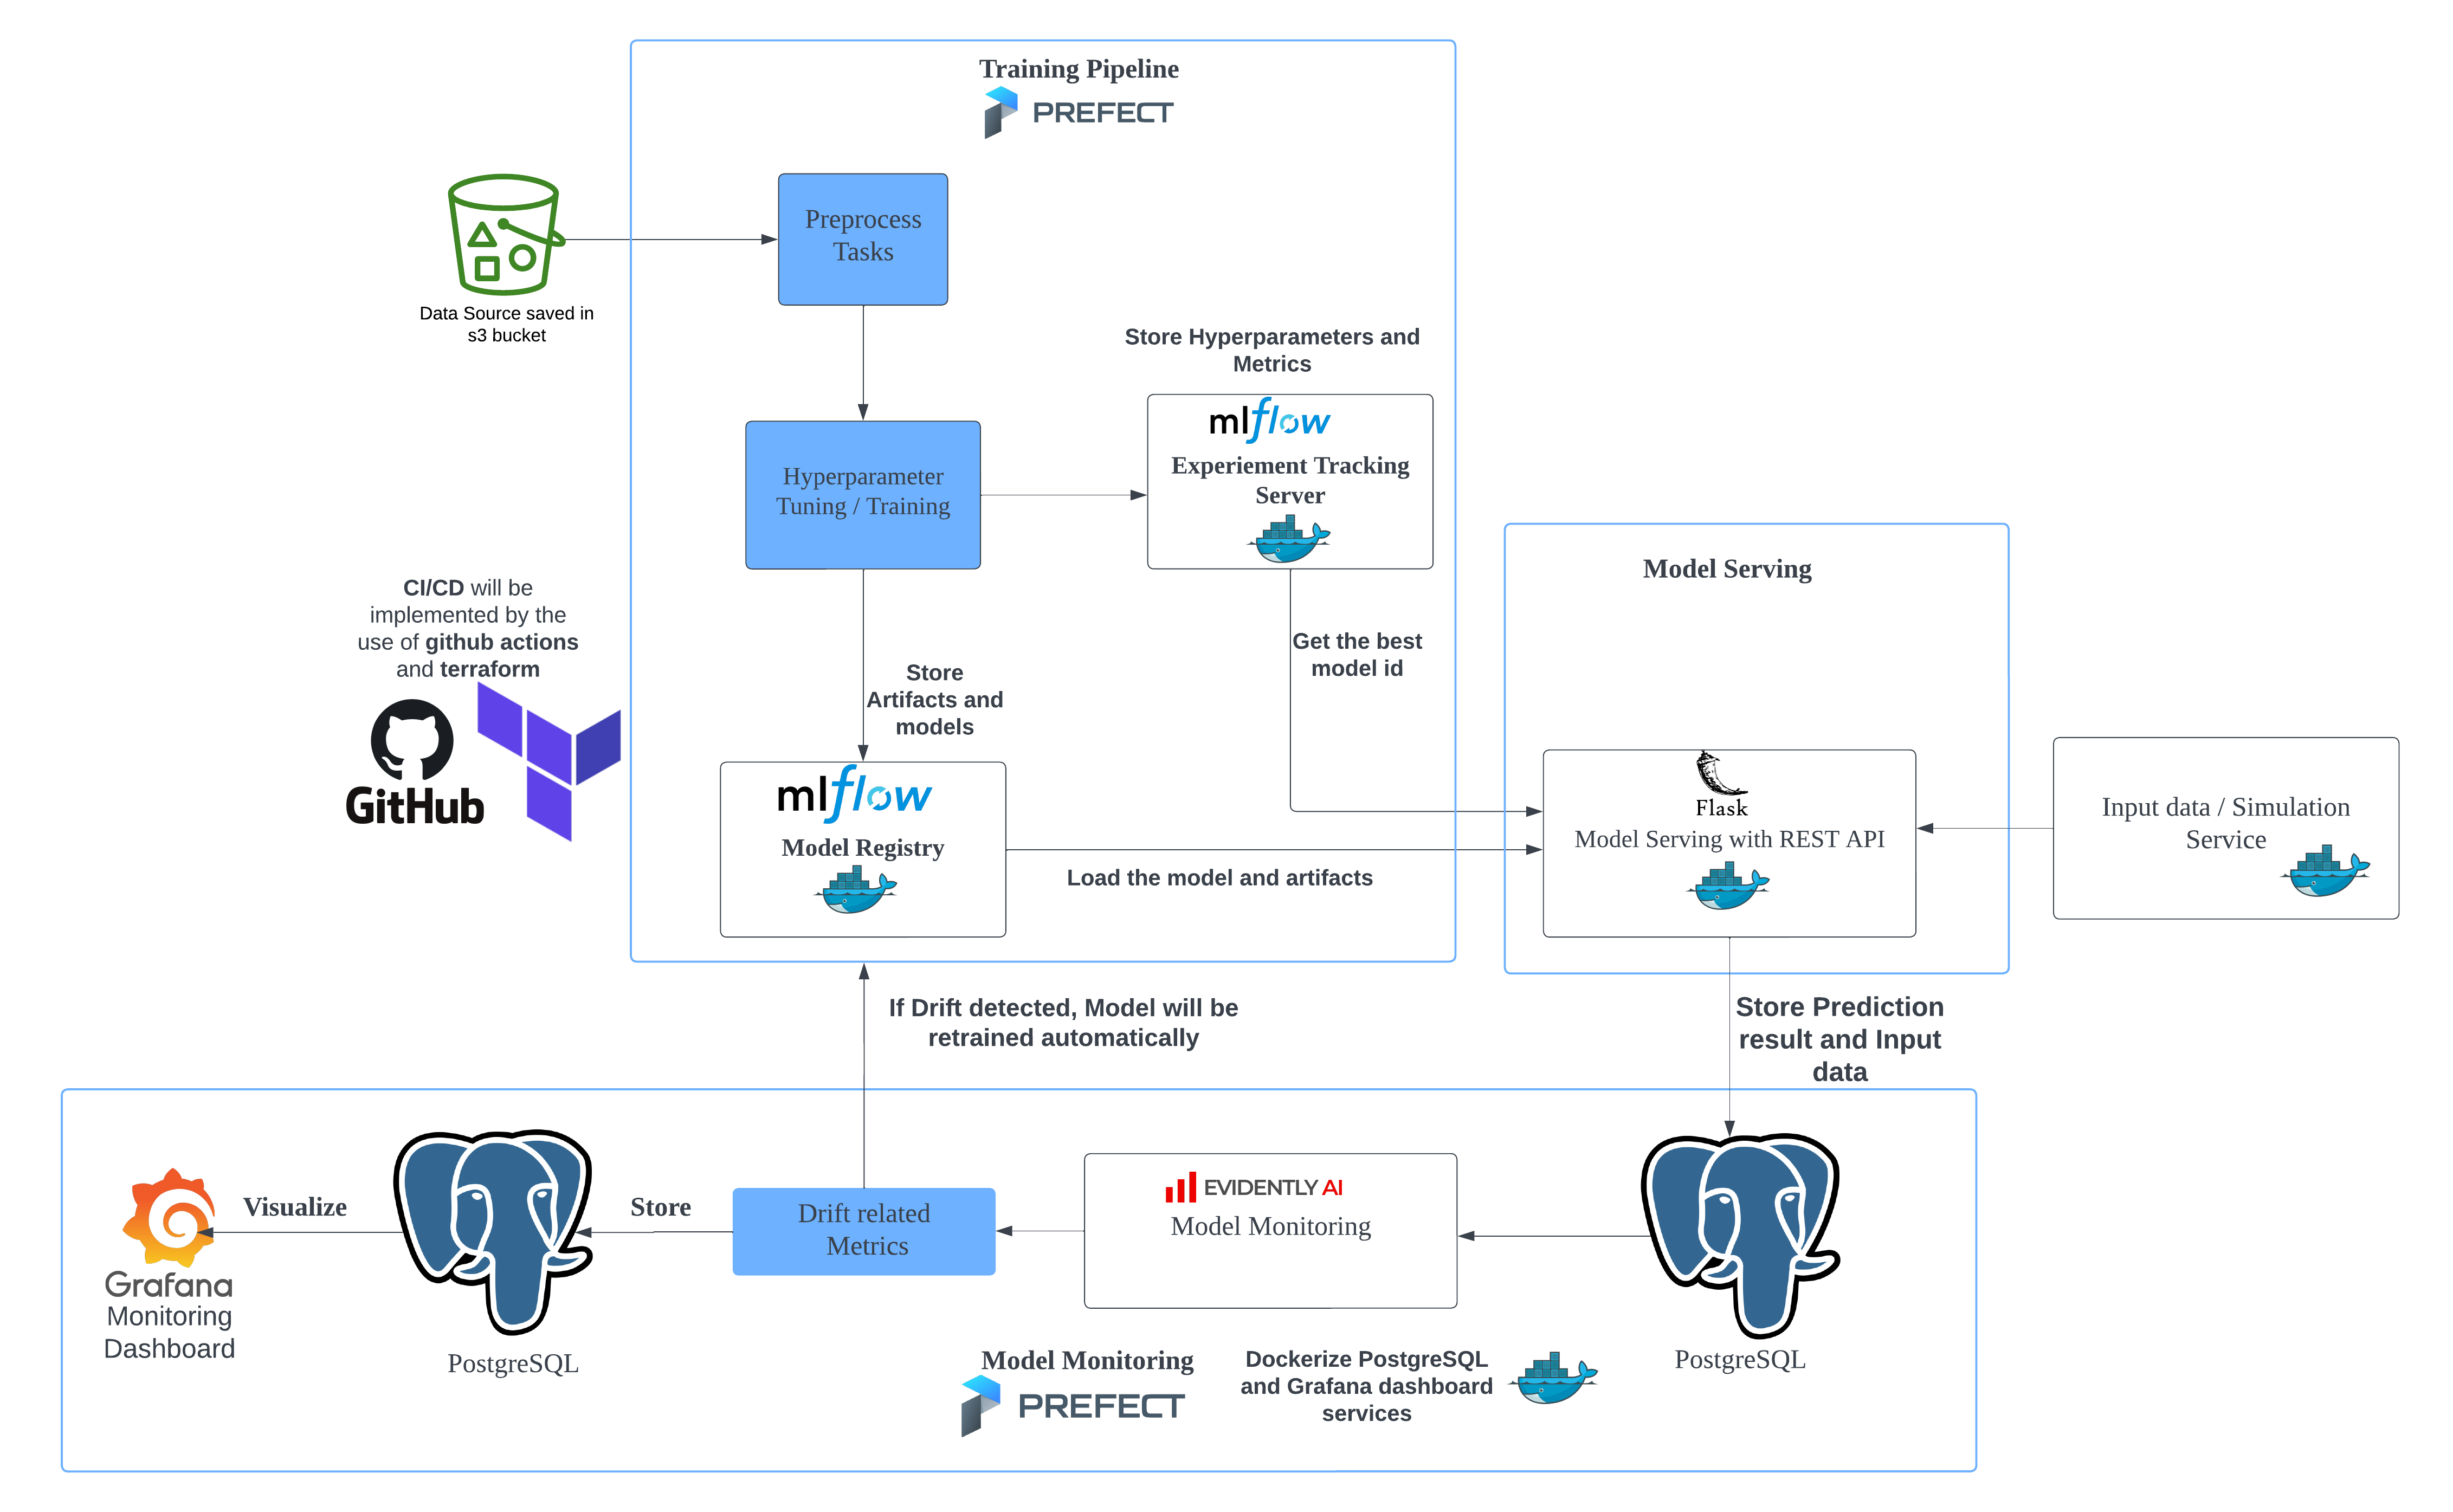 Training Pipeline
PREFECT
Preprocess
Tasks
Data Source saved in
s3 bucket
Store Hyperparameters and
Metrics
mlflow
Experiement Tracking
Server
Hyperparameter
Tuning / Training
CI/CD will be
implemented by the
use of github actions
and terraform
GitHub
Store
Artifacts and
models
Get the best
model id
mlflow
Model Registry
Load the model and artifacts
Model Serving
Flask
Model Serving with REST API
Input data / Simulation
Service
If Drift detected, Model will be
retrained automatically
Store Prediction
result and Input
data
Grafana
Monitoring
Dashboard
Visualize
PostgreSQL
Store
Drift related
Metrics
EVIDENTLY AI
Model Monitoring
PostgreSQL
Model Monitoring
PREFECT
Dockerize PostgreSQL
and Grafana dashboard
services